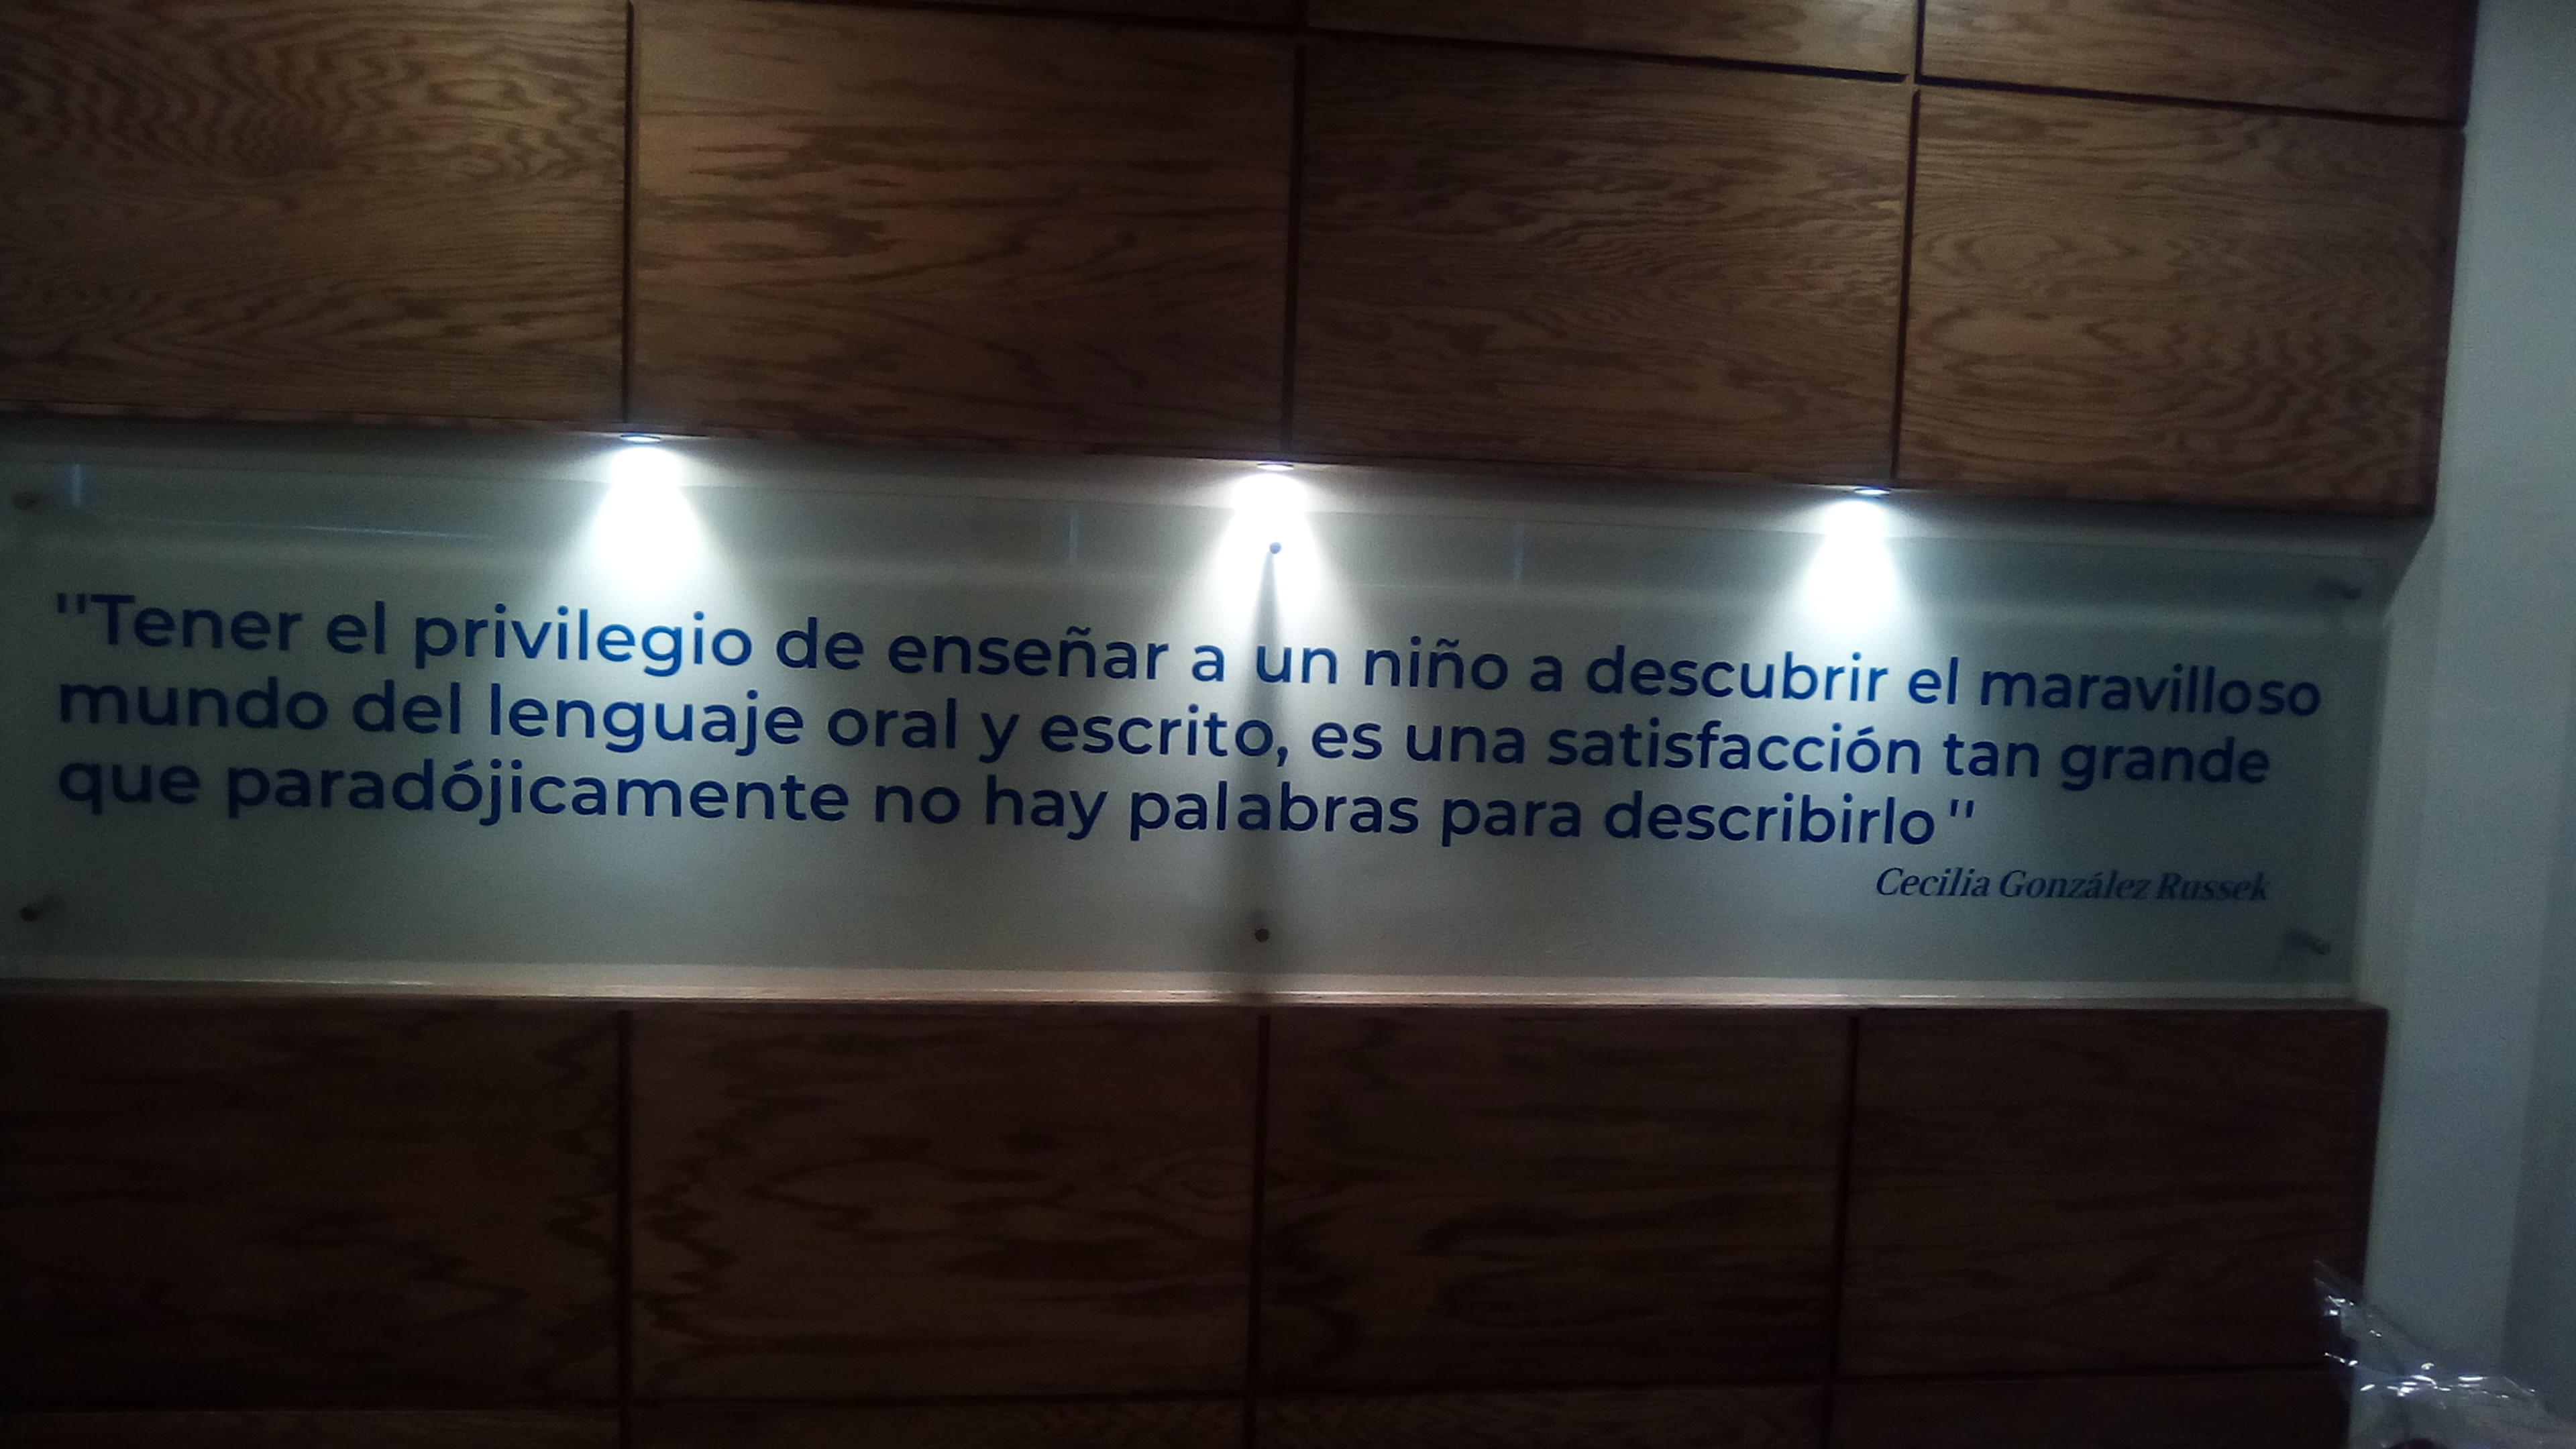 "Tener el privilegio de enseñar a un niño a descubrir el maravilloso
mundo del lenguaje oral y escrito, es una satisfacción tan grande
que paradójicamente no hay palabras para describirlo"
Cecilia González Russek